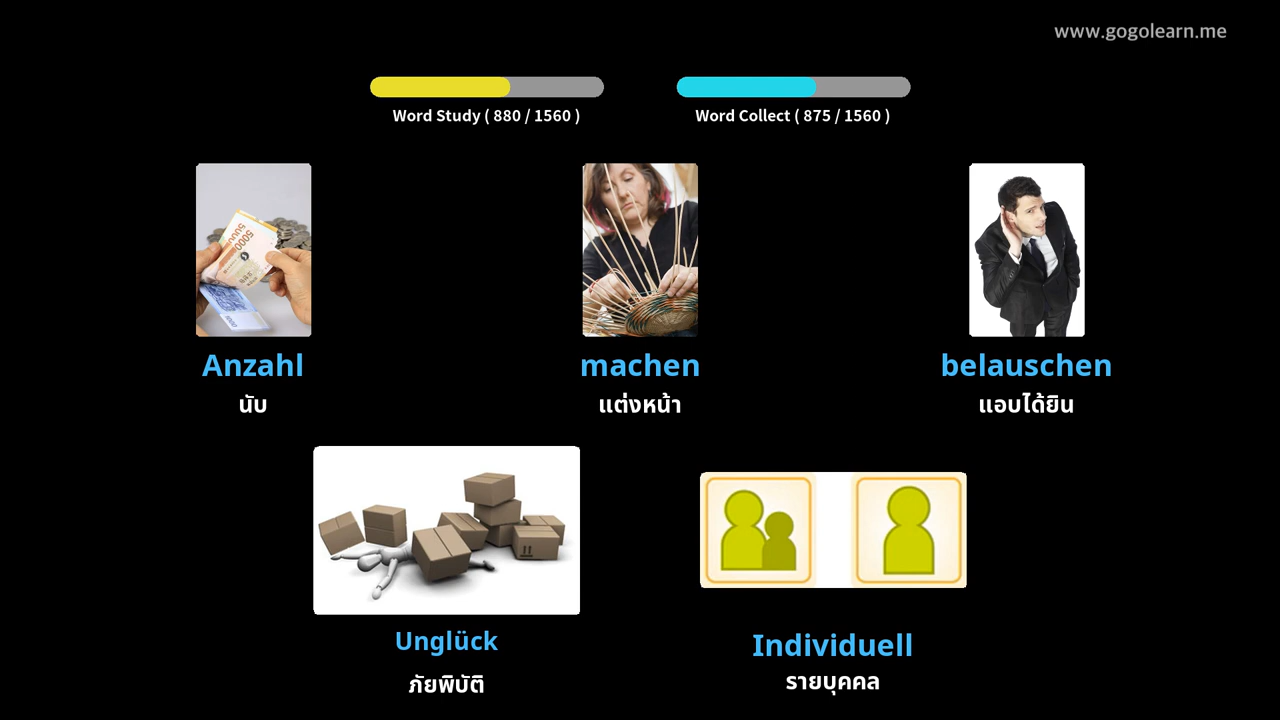 www.gogolearn.me
Word Study ( 880 / 1560 )
Word Collect ( 875 / 1560 )
Anzahl
นับ
machen
แต่งหน้า
belauschen
แอบได้ยิน
Unglück
ภัยพิบัติ
Individuell
รายบุคคล